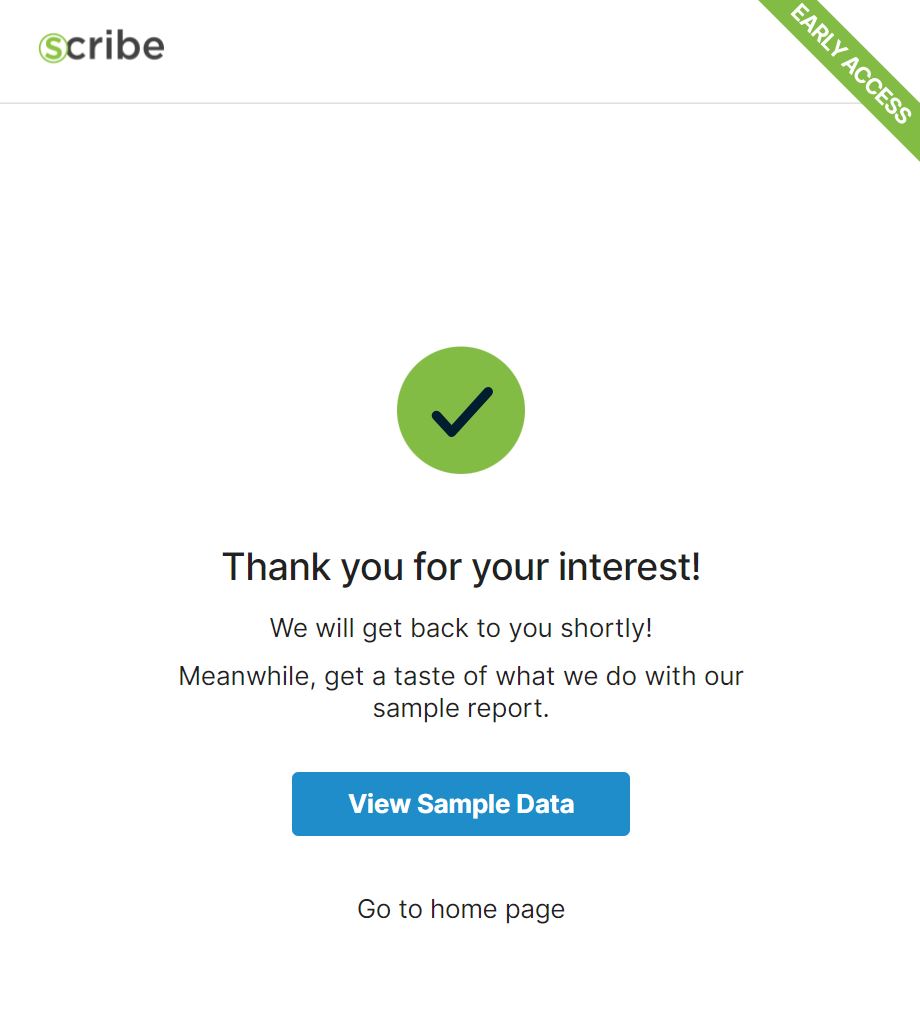 scribe
EARLY ACCESS
Thank you for your interest!
We will get back to you shortly!
Meanwhile, get a taste of what we do with our
sample report.
View Sample Data
Go to home page